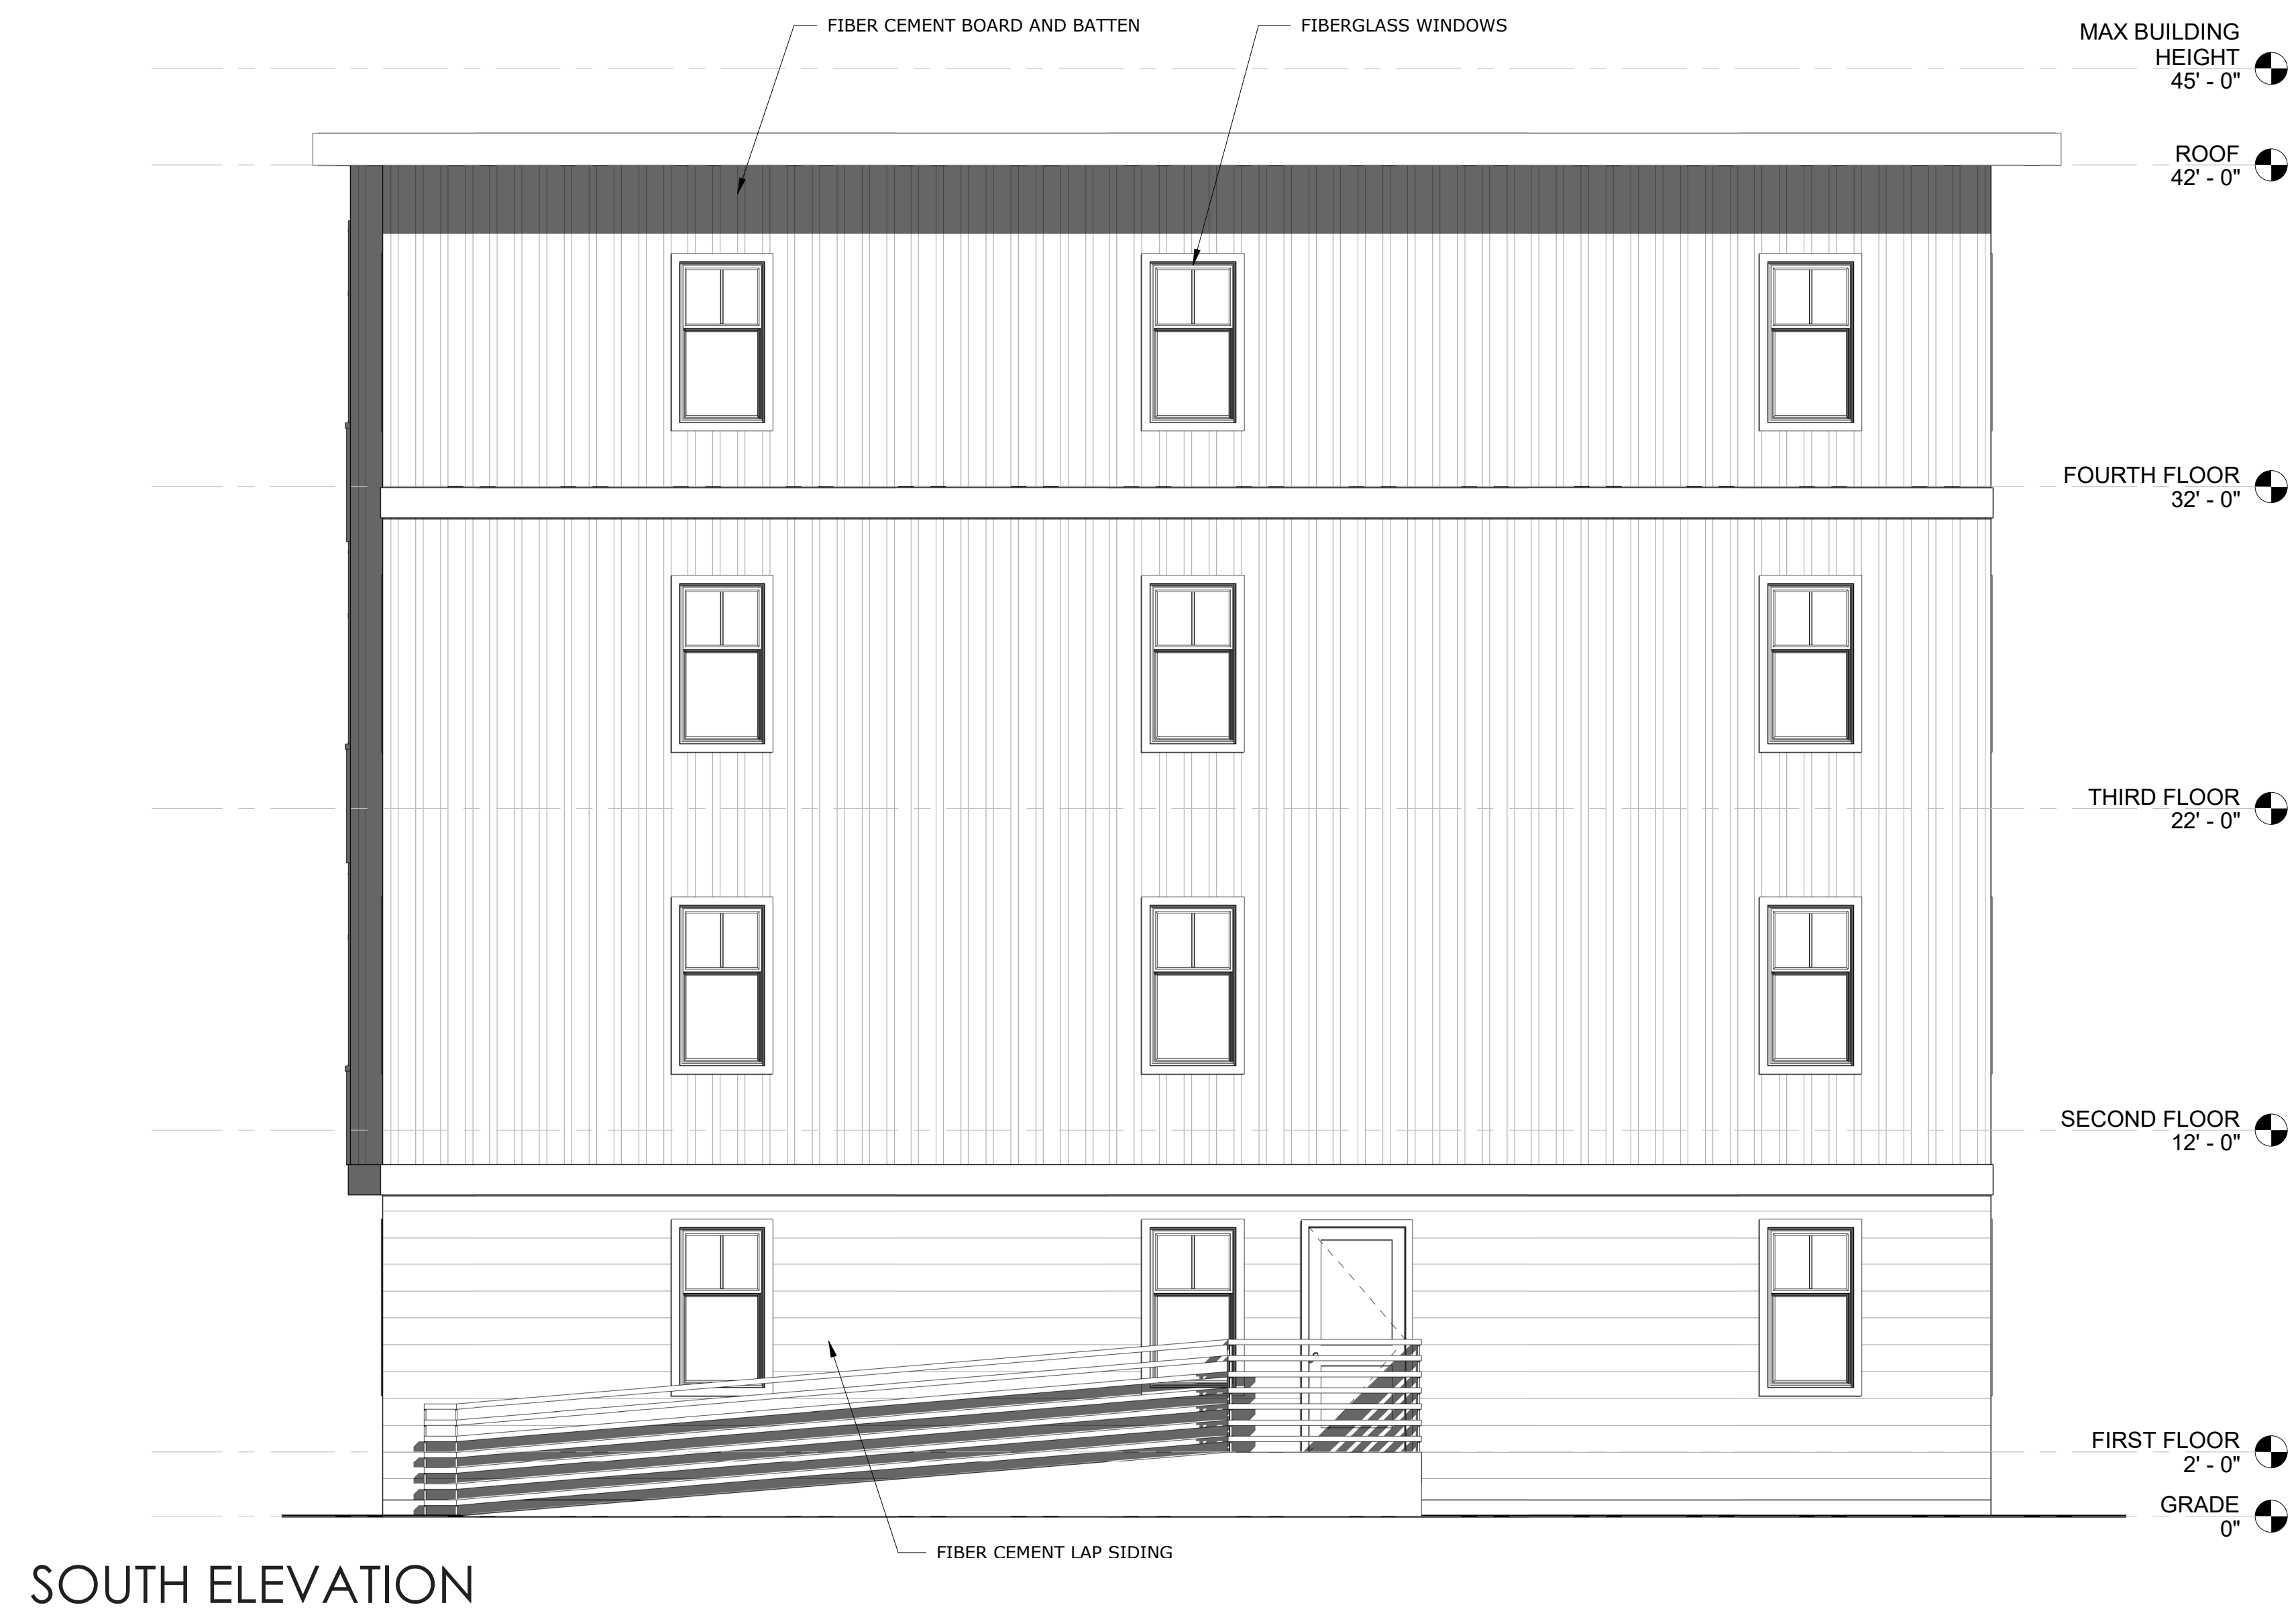 FIBER CEMENT BOARD AND BATTEN
FIBERGLASS WINDOWS
MAX BUILDING
HEIGHT
45' - 0"
ROOF
42' - 0"
FOURTH FLOOR
32' - 0"
THIRD FLOOR
22' - 0"
SECOND FLOOR
12' - 0"
FIRST FLOOR
2' - 0"
GRADE
0"
FIBER CEMENT LAP SIDING
SOUTH ELEVATION